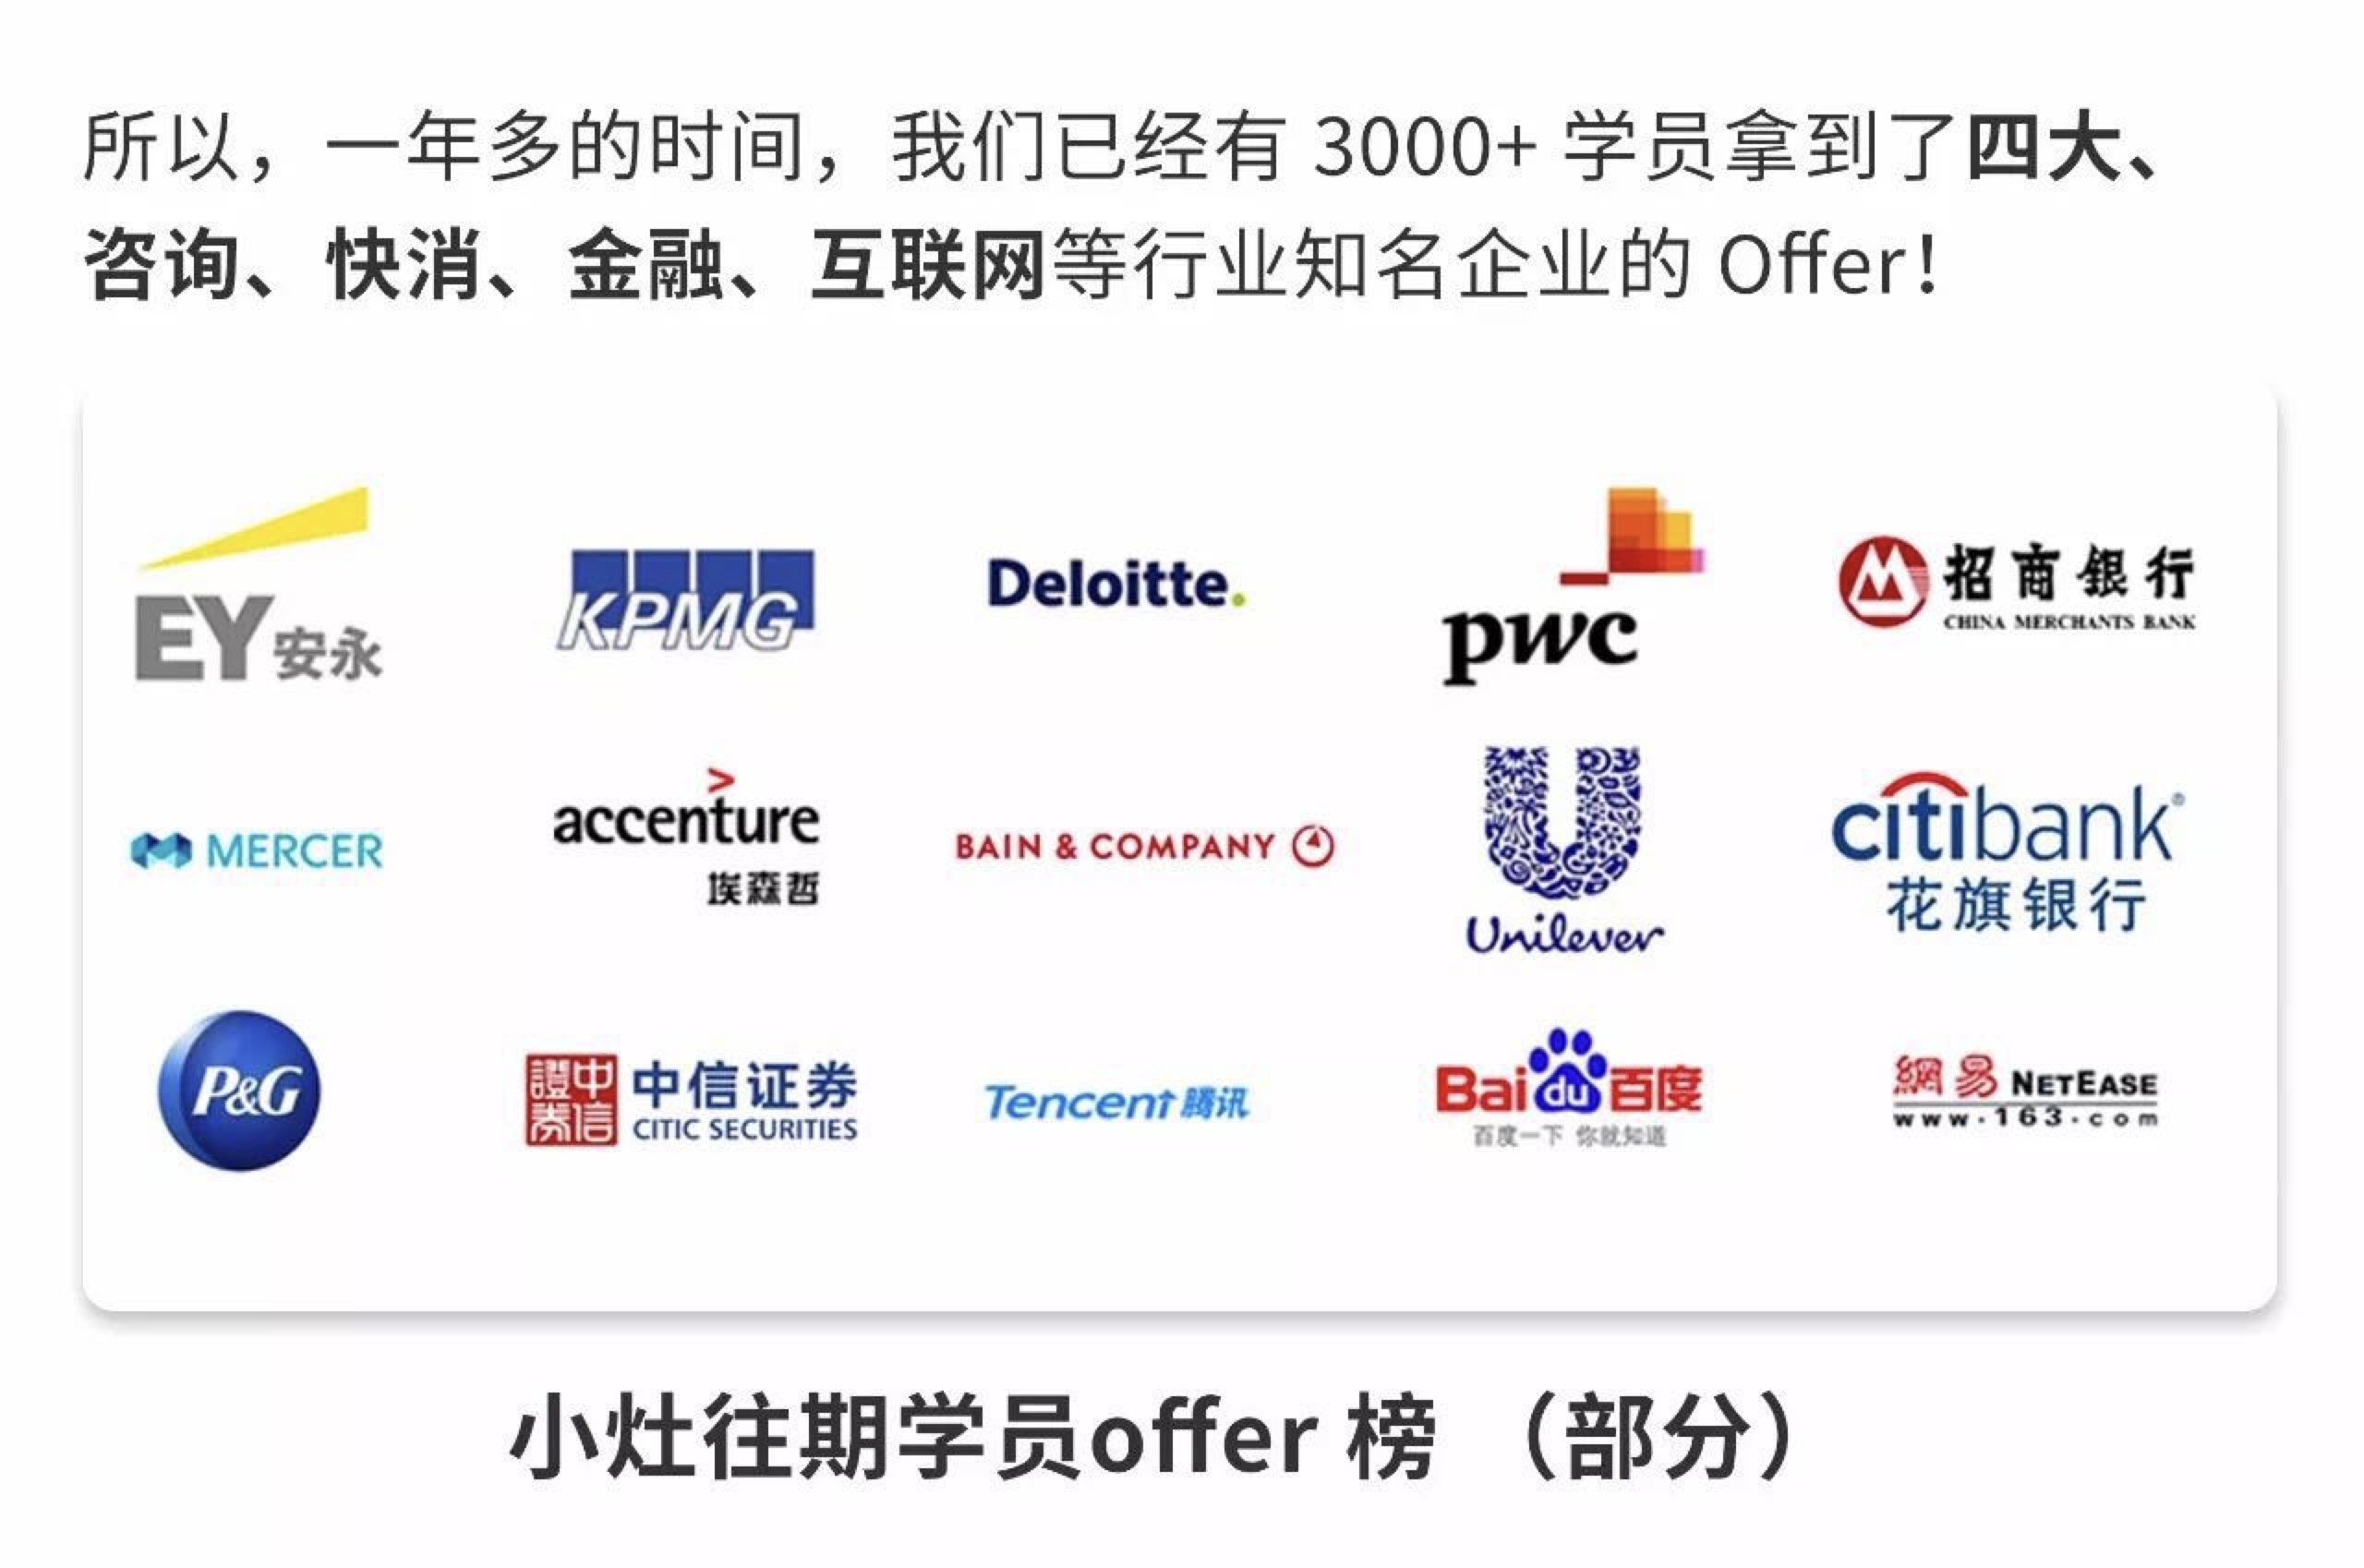 所以，一年多的时间，我们已经有 3000+ 学员拿到了四大、
咨询、快消、金融、互联网等行业知名企业的 Offer！
EY安永
KPMG
Deloitte.
pwc
招商银行
CHINA MERCHANTS BANK
MERCER
accenture
埃森哲
BAIN & COMPANY
Unilever
citibank®
花旗银行
P&G
證中
券信
中信证券
CITIC SECURITIES
Tencent 腾讯
Bai du 百度
百度一下 你就知道
網易 NETEASE
www.163.com
小灶往期学员offer 榜 （部分）